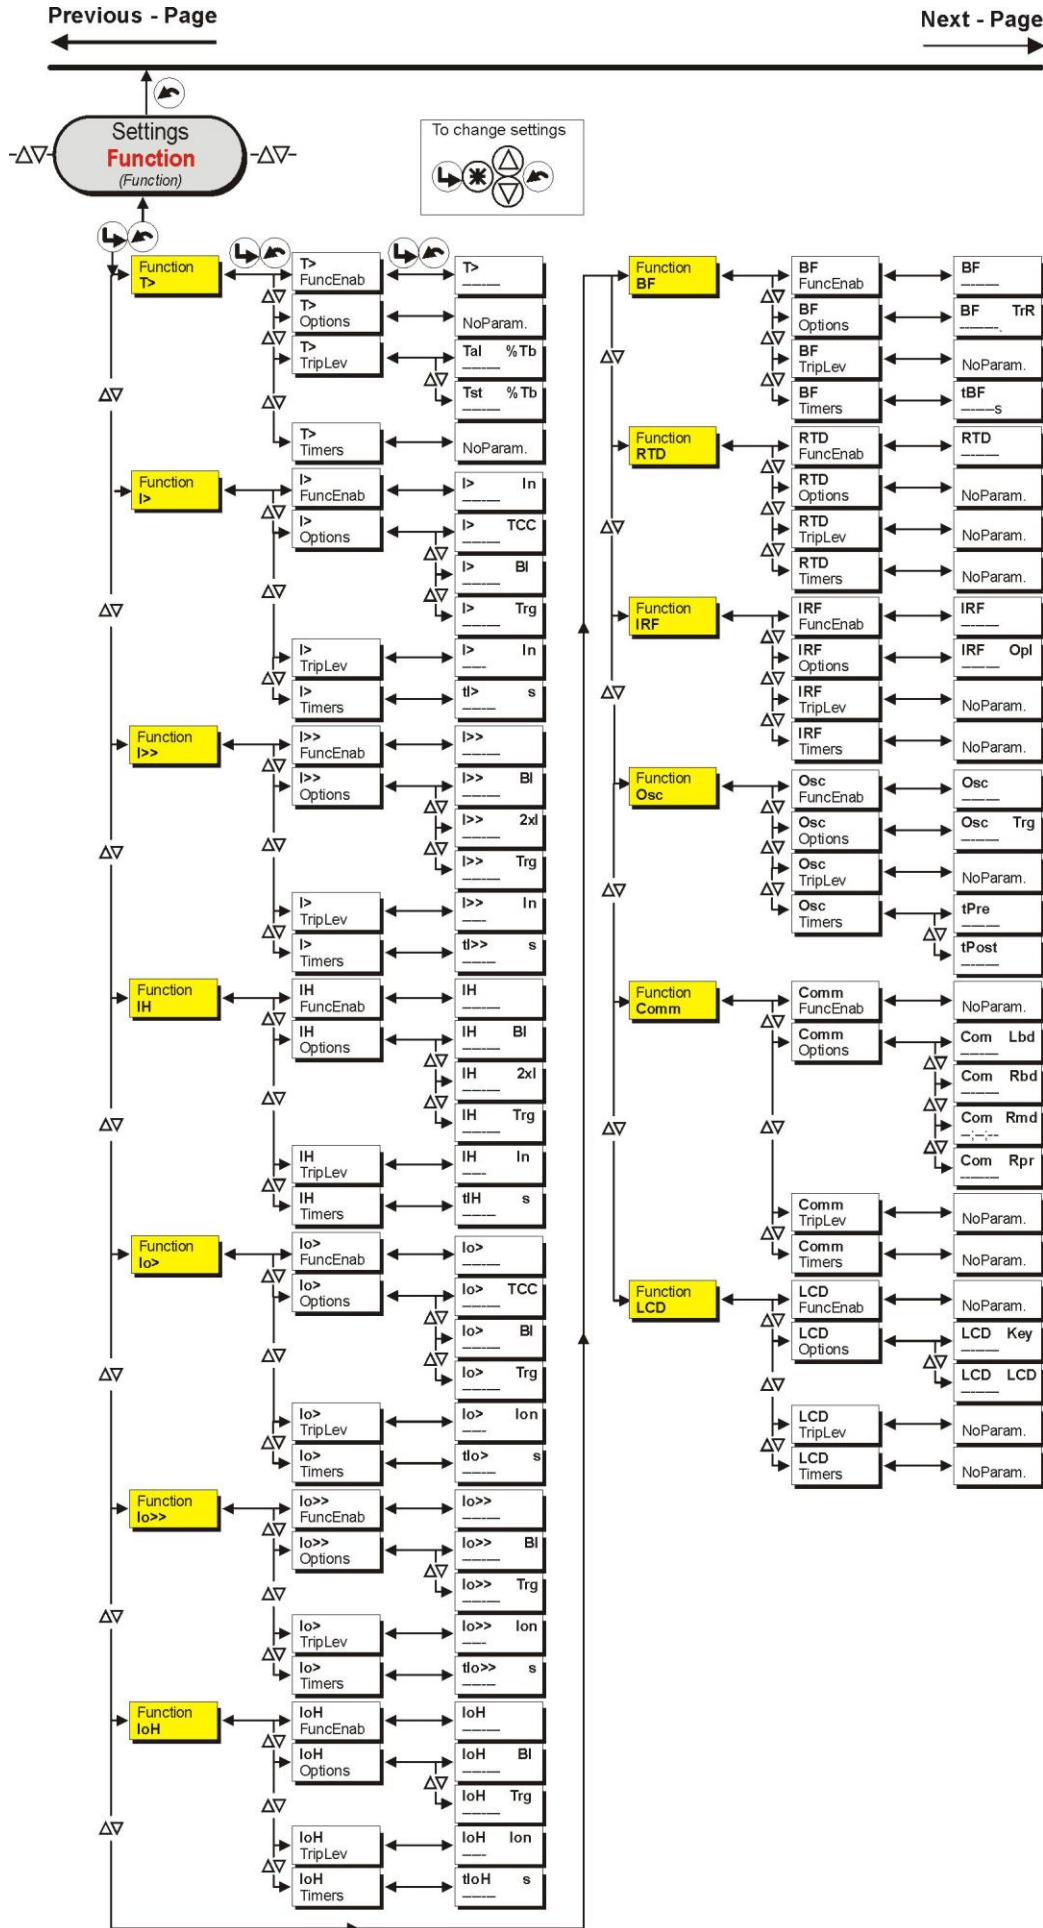 Previous - Page
Next - Page
Settings
Function
(Function)
To change settings
Function
T>
T>
FuncEnab
T>
--------
T>
Options
NoParam.
T>
TripLev
Tal %Tb
--------
Tst %Tb
--------
T>
Timers
NoParam.
Function
I>
I>
FuncEnab
I> In
--------
I>
Options
I> TCC
--------
I> BI
--------
I> Trg
--------
I>
TripLev
I> In
-----
I>
Timers
tI> s
--------
Function
I>>
I>>
FuncEnab
I>>
--------
I>>
Options
I>> BI
--------
I>> 2xI
--------
I>> Trg
--------
I>
TripLev
I>> In
-----
I>
Timers
tI>> s
--------
Function
IH
IH
FuncEnab
IH
--------
IH
Options
IH BI
--------
IH 2xI
--------
IH Trg
--------
IH
TripLev
IH In
-----
IH
Timers
tIH s
--------
Function
Io>
Io>
FuncEnab
Io>
--------
Io>
Options
Io> TCC
--------
Io> BI
--------
Io> Trg
--------
Io>
TripLev
Io> Ion
-----
Io>
Timers
tIo> s
--------
Function
Io>>
Io>>
FuncEnab
Io>>
--------
Io>>
Options
Io>> BI
--------
Io>> Trg
--------
Io>
TripLev
Io>> Ion
-----
Io>
Timers
tIo>> s
--------
Function
IoH
IoH
FuncEnab
IoH
--------
IoH
Options
IoH BI
--------
IoH Trg
--------
IoH
TripLev
IoH Ion
-----
IoH
Timers
tIoH s
--------
Function
BF
BF
FuncEnab
BF
--------
BF
Options
BF TrR
--------.
BF
TripLev
NoParam.
BF
Timers
tBF
-------s
Function
RTD
RTD
FuncEnab
RTD
--------
RTD
Options
NoParam.
RTD
TripLev
NoParam.
RTD
Timers
NoParam.
Function
IRF
IRF
FuncEnab
IRF
--------
IRF
Options
IRF Opl
--------
IRF
TripLev
NoParam.
IRF
Timers
NoParam.
Function
Osc
Osc
FuncEnab
Osc
--------
Osc
Options
Osc Trg
--------
Osc
TripLev
NoParam.
Osc
Timers
tPre
--------
tPost
--------
Function
Comm
Comm
FuncEnab
NoParam.
Comm
Options
Com Lbd
--------
Com Rbd
--------
Com Rmd
--;--;--
Com Rpr
--------
Comm
TripLev
NoParam.
Comm
Timers
NoParam.
Function
LCD
LCD
FuncEnab
NoParam.
LCD
Options
LCD Key
--------
LCD LCD
--------
LCD
TripLev
NoParam.
LCD
Timers
NoParam.